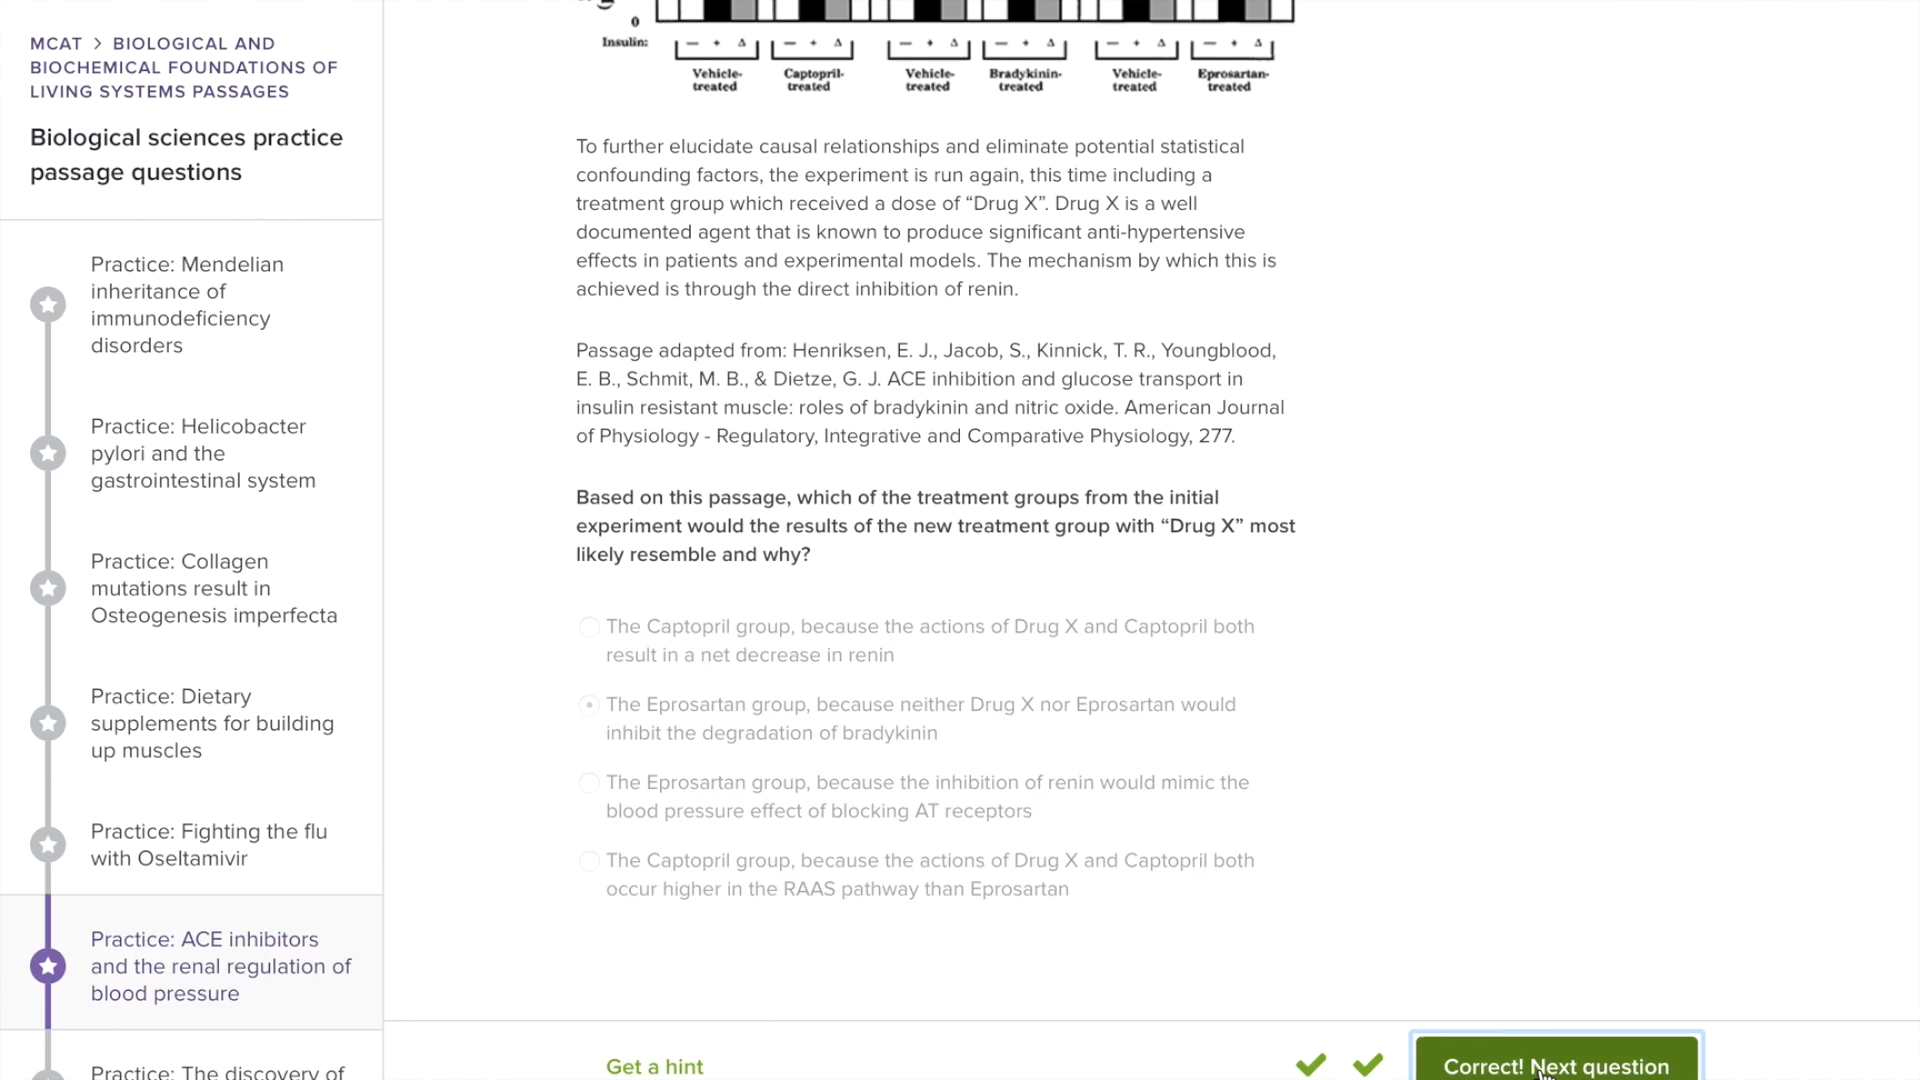 MCAT > BIOLOGICAL AND
BIOCHEMICAL FOUNDATIONS OF
LIVING SYSTEMS PASSAGES
Biological sciences practice
passage questions
Practice: Mendelian
inheritance of
immunodeficiency
disorders
Practice: Helicobacter
pylori and the
gastrointestinal system
Practice: Collagen
mutations result in
Osteogenesis imperfecta
Practice: Dietary
supplements for building
up muscles
Practice: Fighting the flu
with Oseltamivir
Practice: ACE inhibitors
and the renal regulation of
blood pressure
Practice: The discovery of
0
Insulin: − + Δ − + Δ − + Δ − + Δ − + Δ − + Δ
Vehicle- Captopril- Vehicle- Bradykinin- Vehicle- Eprosartan-
treated treated treated treated treated treated
To further elucidate causal relationships and eliminate potential statistical
confounding factors, the experiment is run again, this time including a
treatment group which received a dose of “Drug X”. Drug X is a well
documented agent that is known to produce significant anti-hypertensive
effects in patients and experimental models. The mechanism by which this is
achieved is through the direct inhibition of renin.
Passage adapted from: Henriksen, E. J., Jacob, S., Kinnick, T. R., Youngblood,
E. B., Schmit, M. B., & Dietze, G. J. ACE inhibition and glucose transport in
insulin resistant muscle: roles of bradykinin and nitric oxide. American Journal
of Physiology - Regulatory, Integrative and Comparative Physiology, 277.
Based on this passage, which of the treatment groups from the initial
experiment would the results of the new treatment group with “Drug X” most
likely resemble and why?
The Captopril group, because the actions of Drug X and Captopril both
result in a net decrease in renin
The Eprosartan group, because neither Drug X nor Eprosartan would
inhibit the degradation of bradykinin
The Eprosartan group, because the inhibition of renin would mimic the
blood pressure effect of blocking AT receptors
The Captopril group, because the actions of Drug X and Captopril both
occur higher in the RAAS pathway than Eprosartan
Get a hint
Correct! Next question